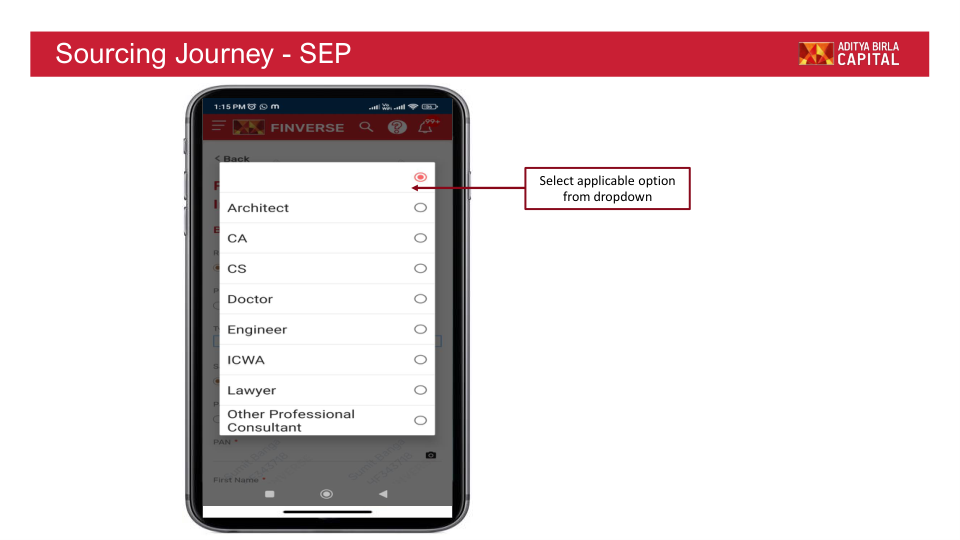 Sourcing Journey - SEP
ADITYA BIRLA
CAPITAL
1:15 PM
FINVERSE
99+
< Back
Select applicable option
from dropdown
Architect
CA
CS
Doctor
Engineer
ICWA
Lawyer
Other Professional
Consultant
PAN *
First Name *